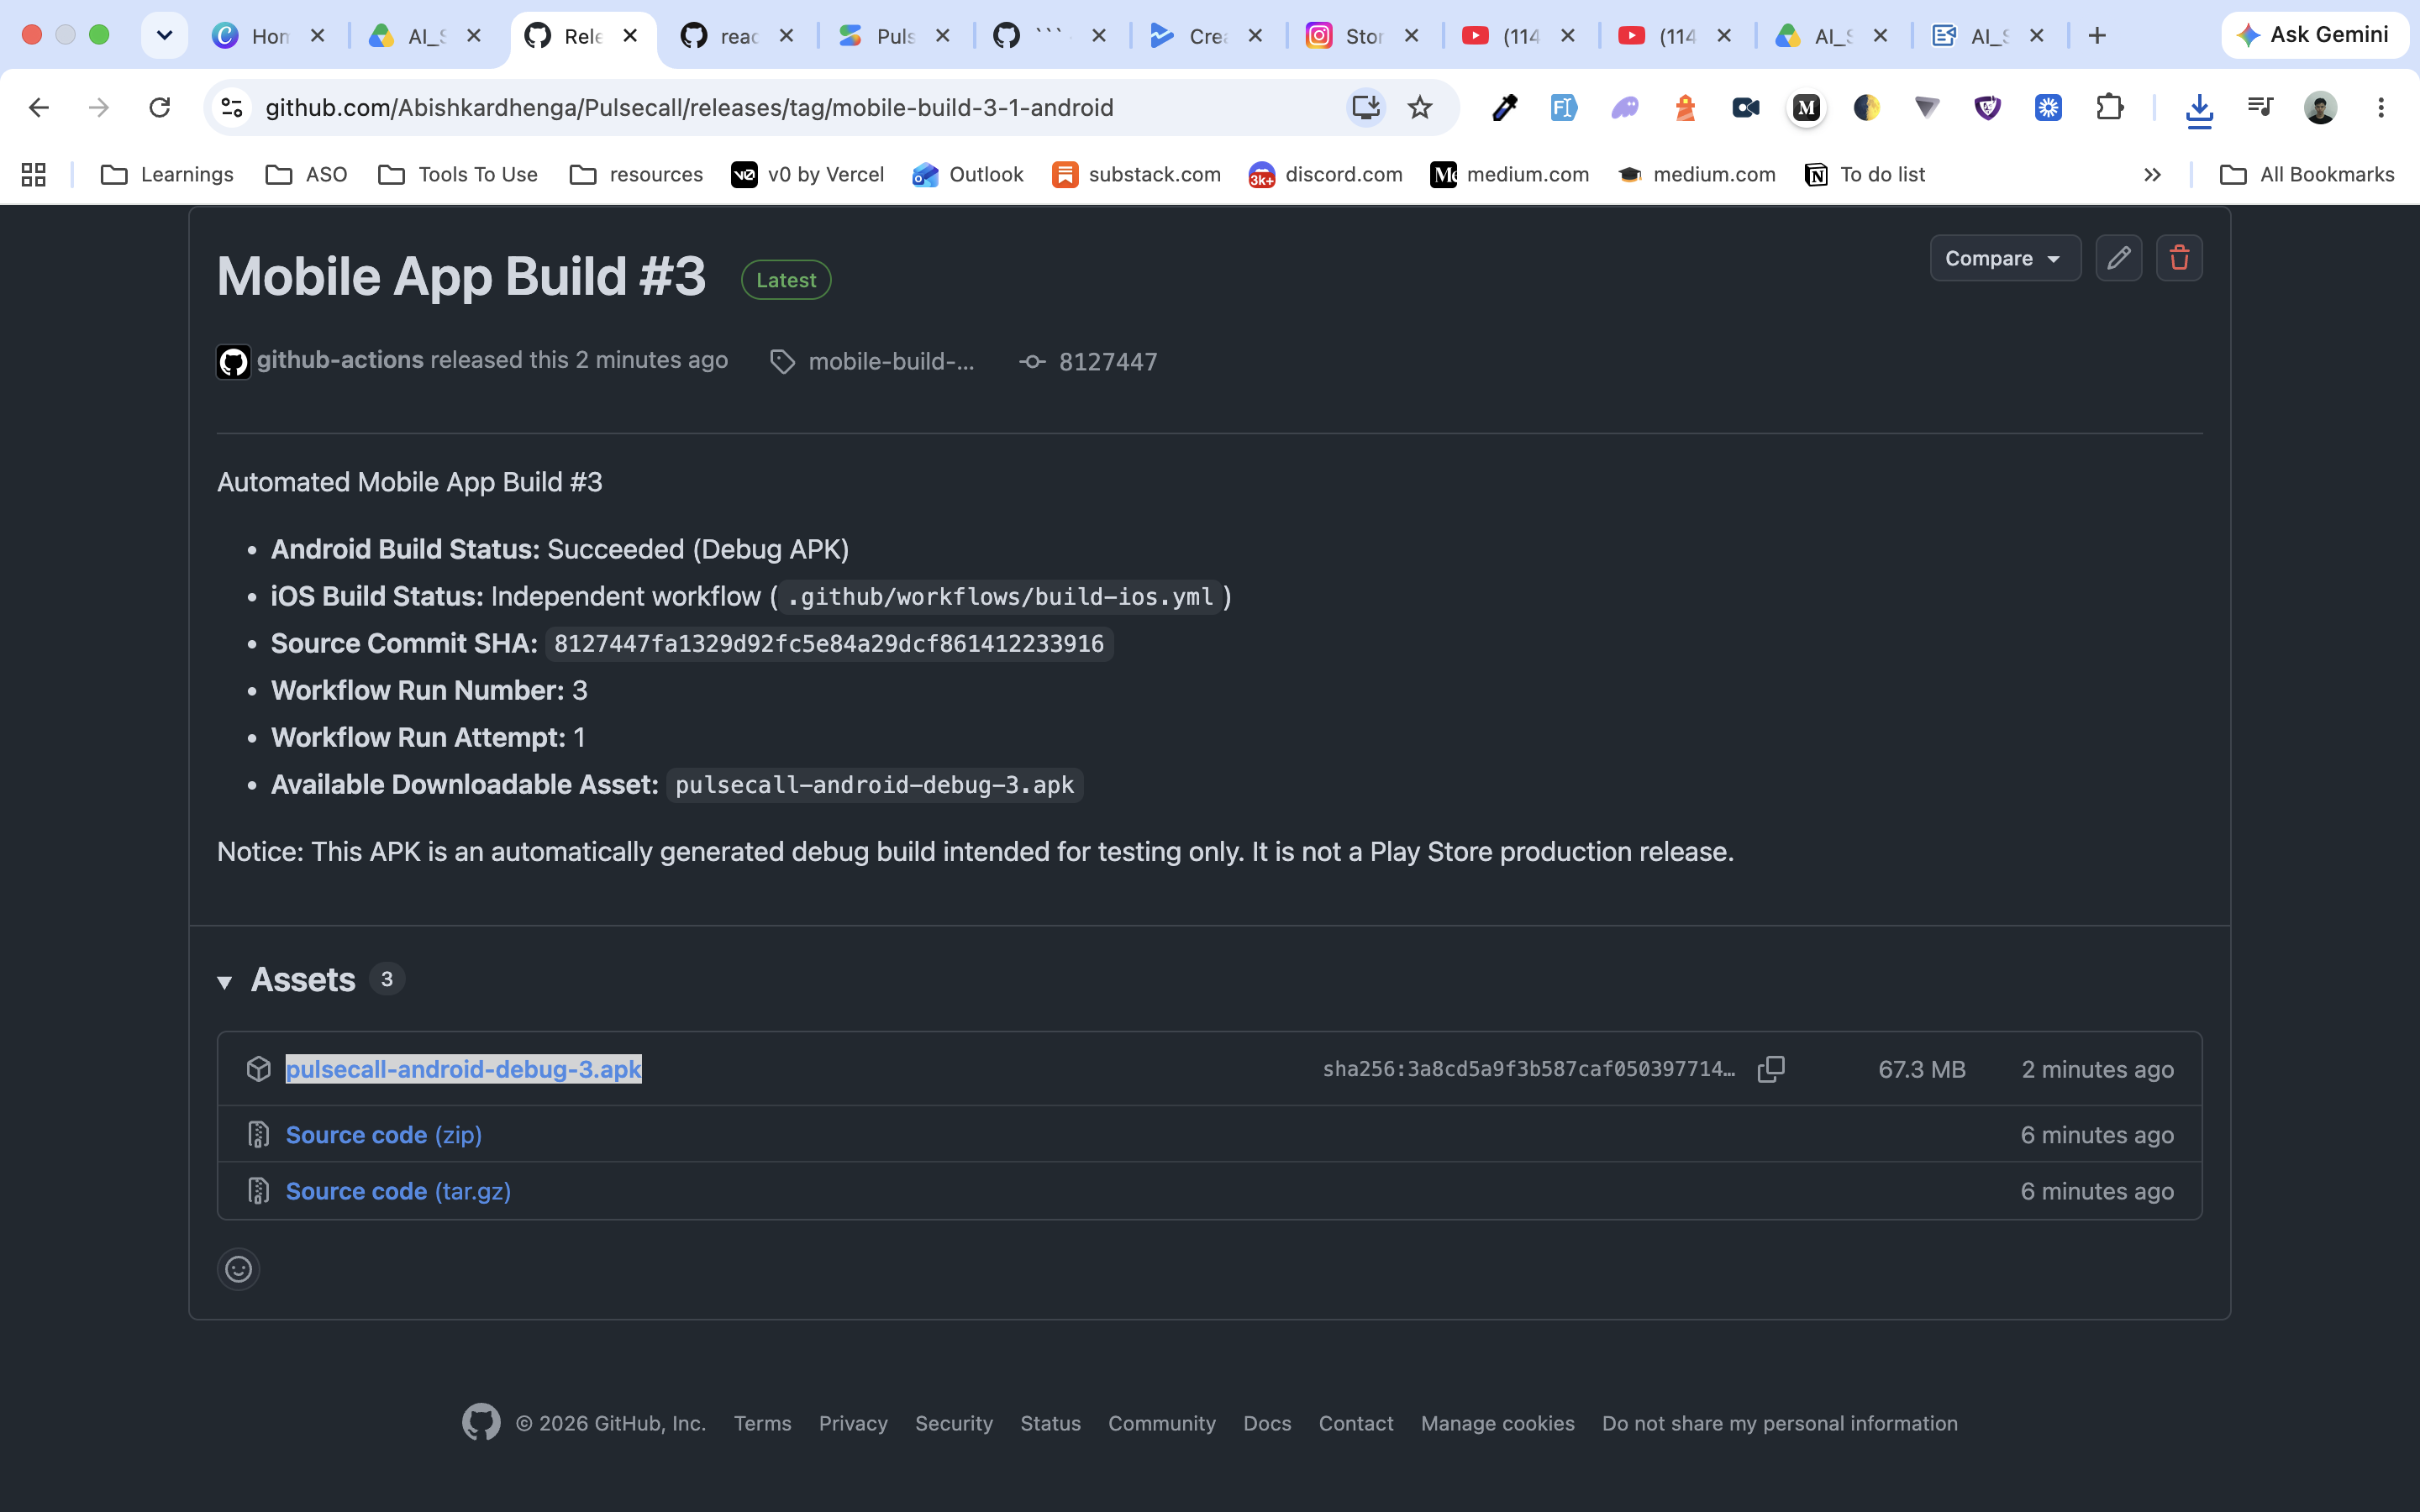 Hon
AI_S
Rele
reac
Puls
```
Crea
Stor
(114
(114
AI_S
AI_S
Ask Gemini
github.com/Abishkardhenga/Pulsecall/releases/tag/mobile-build-3-1-android
Learnings
ASO
Tools To Use
resources
v0 by Vercel
Outlook
substack.com
3k+
discord.com
medium.com
medium.com
To do list
All Bookmarks
Mobile App Build #3
Latest
Compare
github-actions released this 2 minutes ago
mobile-build-...
8127447
Automated Mobile App Build #3
• Android Build Status: Succeeded (Debug APK)
• iOS Build Status: Independent workflow ( .github/workflows/build-ios.yml )
• Source Commit SHA: 8127447fa1329d92fc5e84a29dcf861412233916
• Workflow Run Number: 3
• Workflow Run Attempt: 1
• Available Downloadable Asset: pulsecall-android-debug-3.apk
Notice: This APK is an automatically generated debug build intended for testing only. It is not a Play Store production release.
Assets 3
pulsecall-android-debug-3.apk
sha256:3a8cd5a9f3b587caf050397714…
67.3 MB
2 minutes ago
Source code (zip)
6 minutes ago
Source code (tar.gz)
6 minutes ago
© 2026 GitHub, Inc.
Terms
Privacy
Security
Status
Community
Docs
Contact
Manage cookies
Do not share my personal information